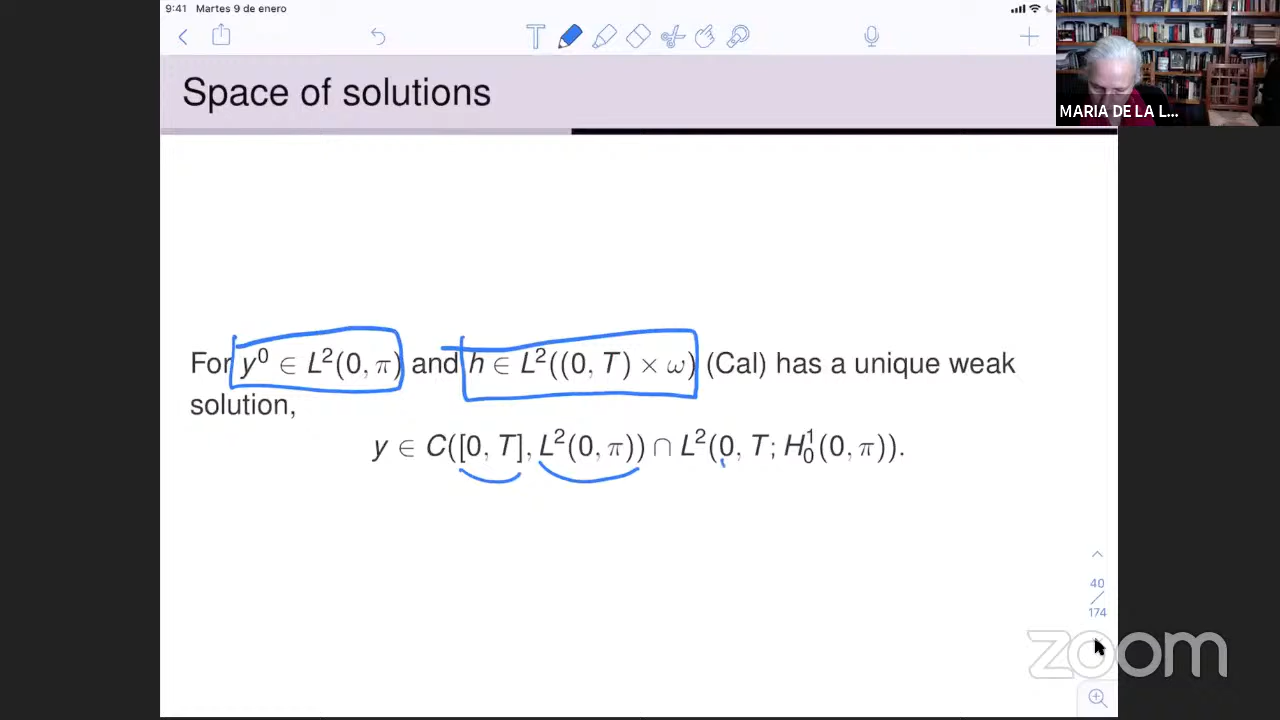 9:41 Martes 9 de enero
Space of solutions
MARIA DE LA L...
For y⁰ ∈ L²(0, π) and h ∈ L²((0, T) × ω) (Cal) has a unique weak
solution,
y ∈ C([0, T], L²(0, π)) ∩ L²(0, T; H₀¹(0, π)).
40
174
zoom